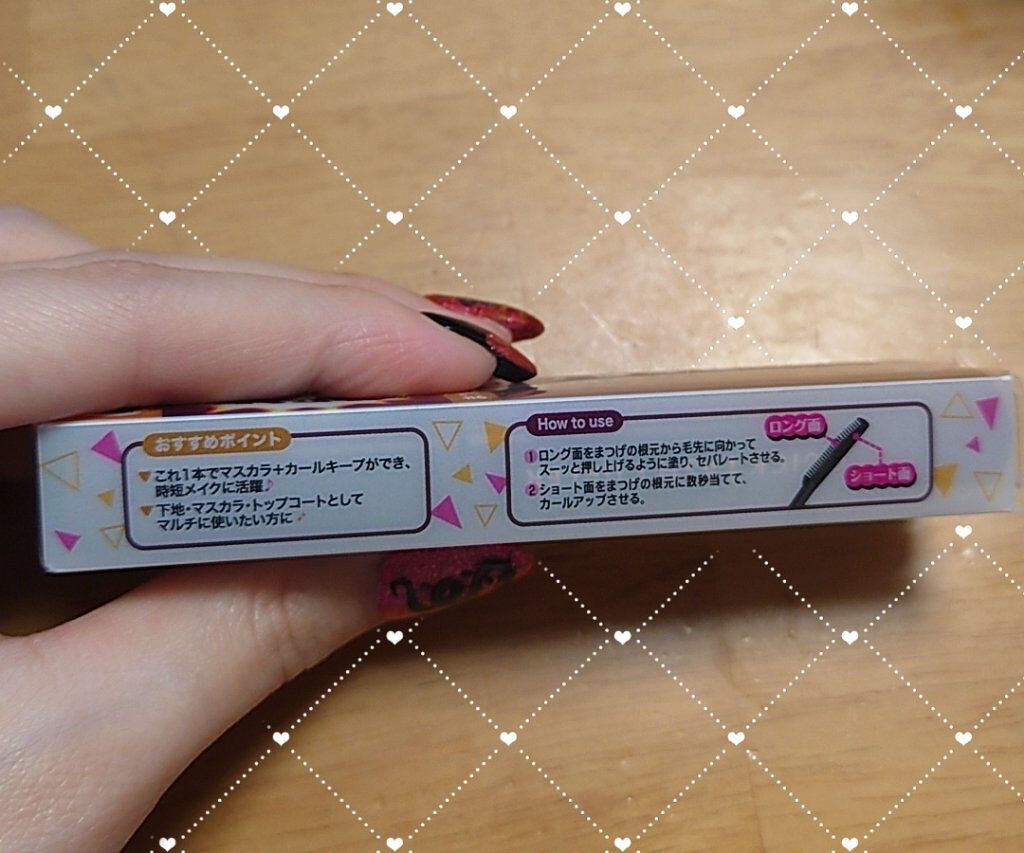 おすすめポイント
これ1本でマスカラ+カールキープができ、
時短メイクに活躍♪
下地・マスカラ・トップコートとして
マルチに使いたい方に
How to use
1 ロング面をまつげの根元から毛先に向かって
スーッと押し上げるように塗り、セパレートさせる。
2 ショート面をまつげの根元に数秒当てて、
カールアップさせる。
ロング面
ショート面